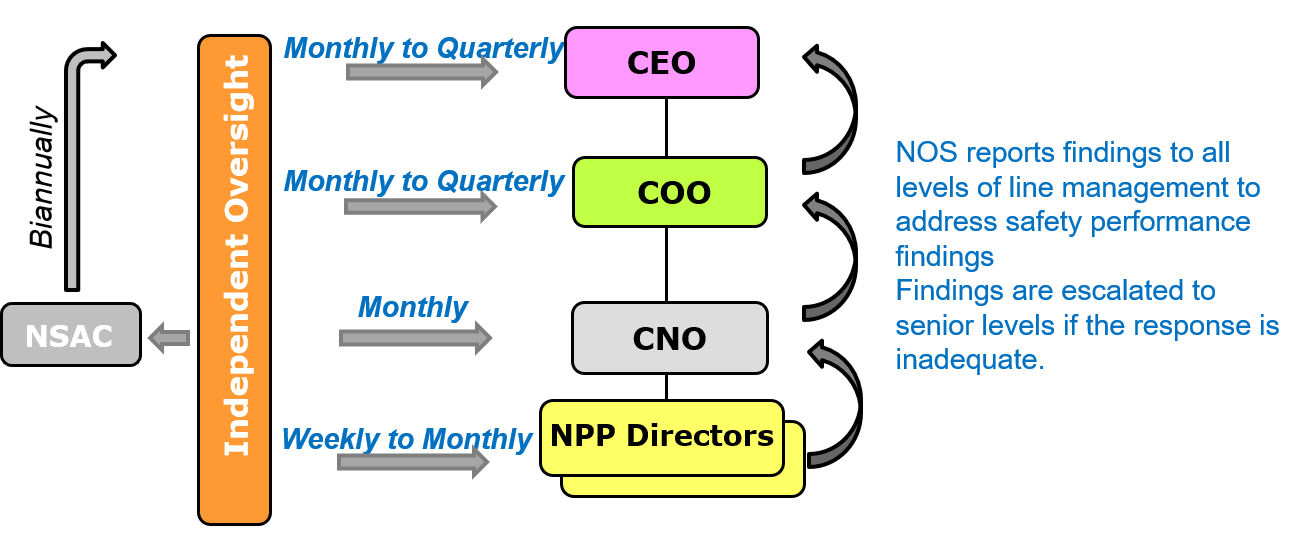 Biannually
NSAC
Independent Oversight
Monthly to Quarterly
CEO
Monthly to Quarterly
COO
Monthly
CNO
Weekly to Monthly
NPP Directors
NOS reports findings to all
levels of line management to
address safety performance
findings
Findings are escalated to
senior levels if the response is
inadequate.